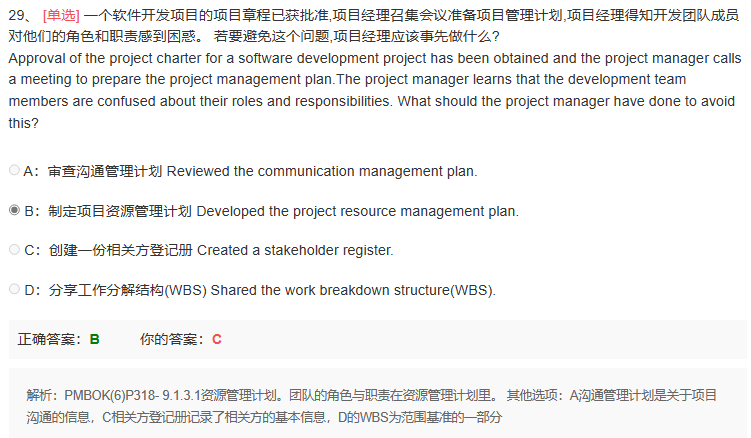 29、 [单选] 一个软件开发项目的项目章程已获批准,项目经理召集会议准备项目管理计划,项目经理得知开发团队成员
对他们的角色和职责感到困惑。 若要避免这个问题,项目经理应该事先做什么?
Approval of the project charter for a software development project has been obtained and the project manager calls
a meeting to prepare the project management plan.The project manager learns that the development team
members are confused about their roles and responsibilities. What should the project manager have done to avoid
this?
A：审查沟通管理计划 Reviewed the communication management plan.
B：制定项目资源管理计划 Developed the project resource management plan.
C：创建一份相关方登记册 Created a stakeholder register.
D：分享工作分解结构(WBS) Shared the work breakdown structure(WBS).
正确答案：B 你的答案：C
解析：PMBOK(6)P318- 9.1.3.1资源管理计划。团队的角色与职责在资源管理计划里。 其他选项：A沟通管理计划是关于项目
沟通的信息，C相关方登记册记录了相关方的基本信息，D的WBS为范围基准的一部分